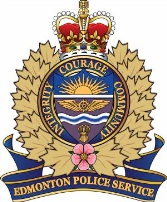 INTEGRITY
COURAGE
COMMUNITY
EDMONTON POLICE SERVICE